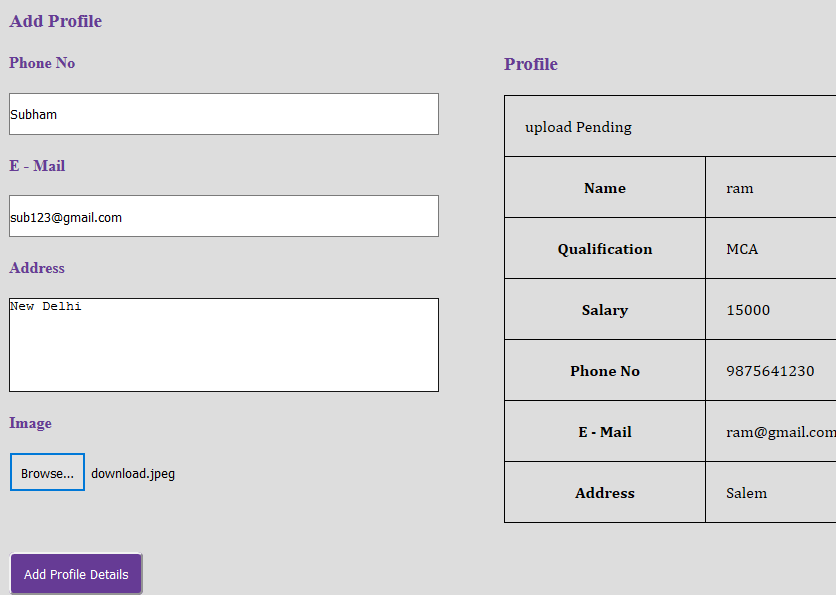 Add Profile
Phone No
Subham
E - Mail
sub123@gmail.com
Address
New Delhi
Image
Browse... download.jpeg
Add Profile Details
Profile
upload Pending
Name ram
Qualification MCA
Salary 15000
Phone No 9875641230
E - Mail ram@gmail.com
Address Salem